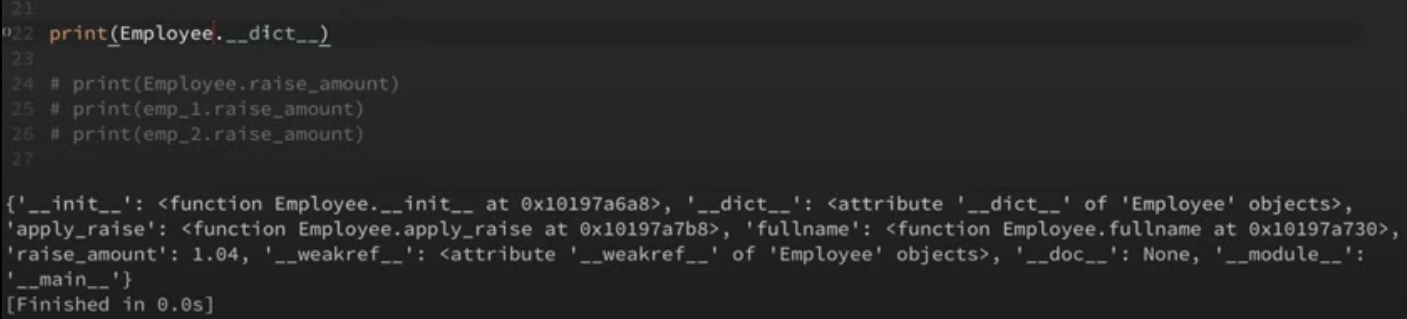 21
22 print(Employee.__dict__)
23
24 # print(Employee.raise_amount)
25 # print(emp_1.raise_amount)
26 # print(emp_2.raise_amount)
27
{'__init__': <function Employee.__init__ at 0x10197a6a8>, '__dict__': <attribute '__dict__' of 'Employee' objects>,
'apply_raise': <function Employee.apply_raise at 0x10197a7b8>, 'fullname': <function Employee.fullname at 0x10197a730>,
'raise_amount': 1.04, '__weakref__': <attribute '__weakref__' of 'Employee' objects>, '__doc__': None, '__module__':
'__main__'}
[Finished in 0.0s]